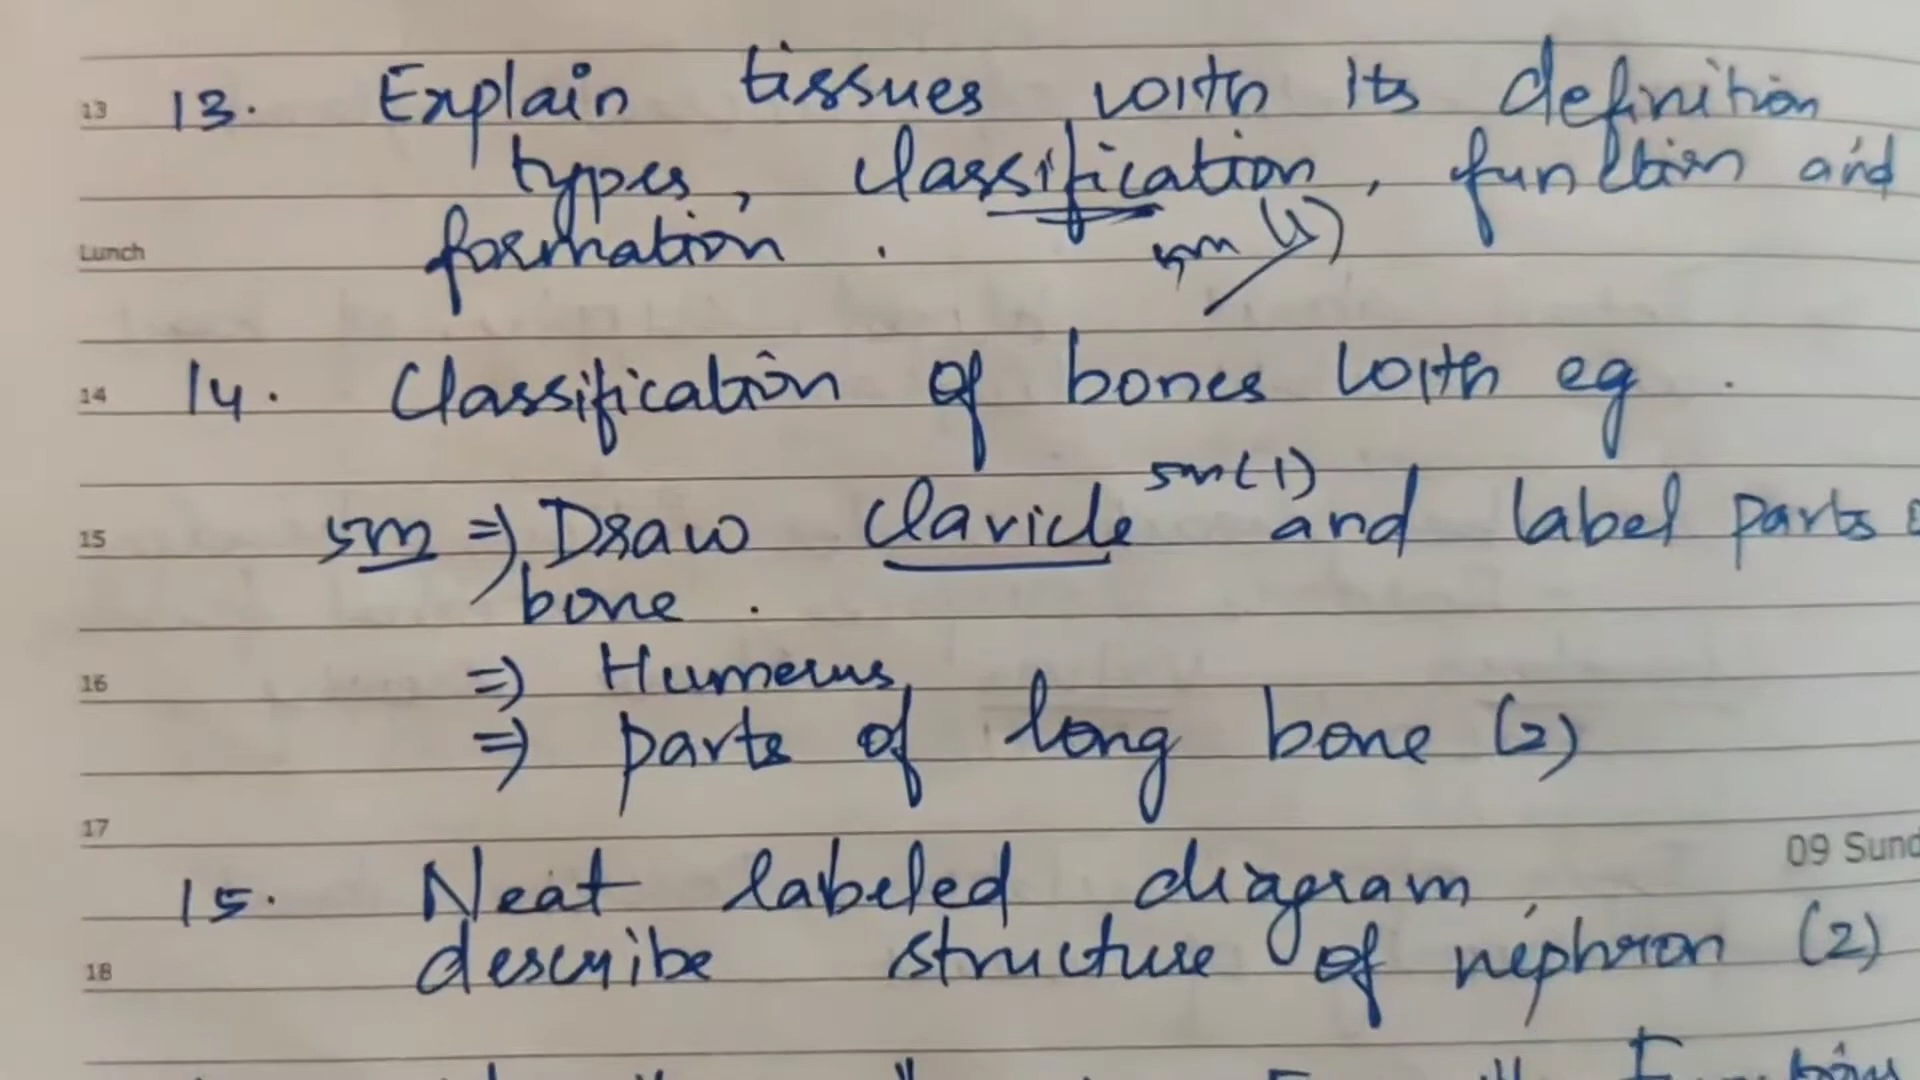 13 13. Explain tissues with its definition
types, classification, function and
Lunch formation . 5m (1)
14 14. Classification of bones with eg .
5m(1)
15 5m => Draw clavicle and label parts
bone .
16 => Humerus
=> parts of long bone (2)
17
09 Sund
15. Neat labeled diagram,
18 describe structure of nephron (2)